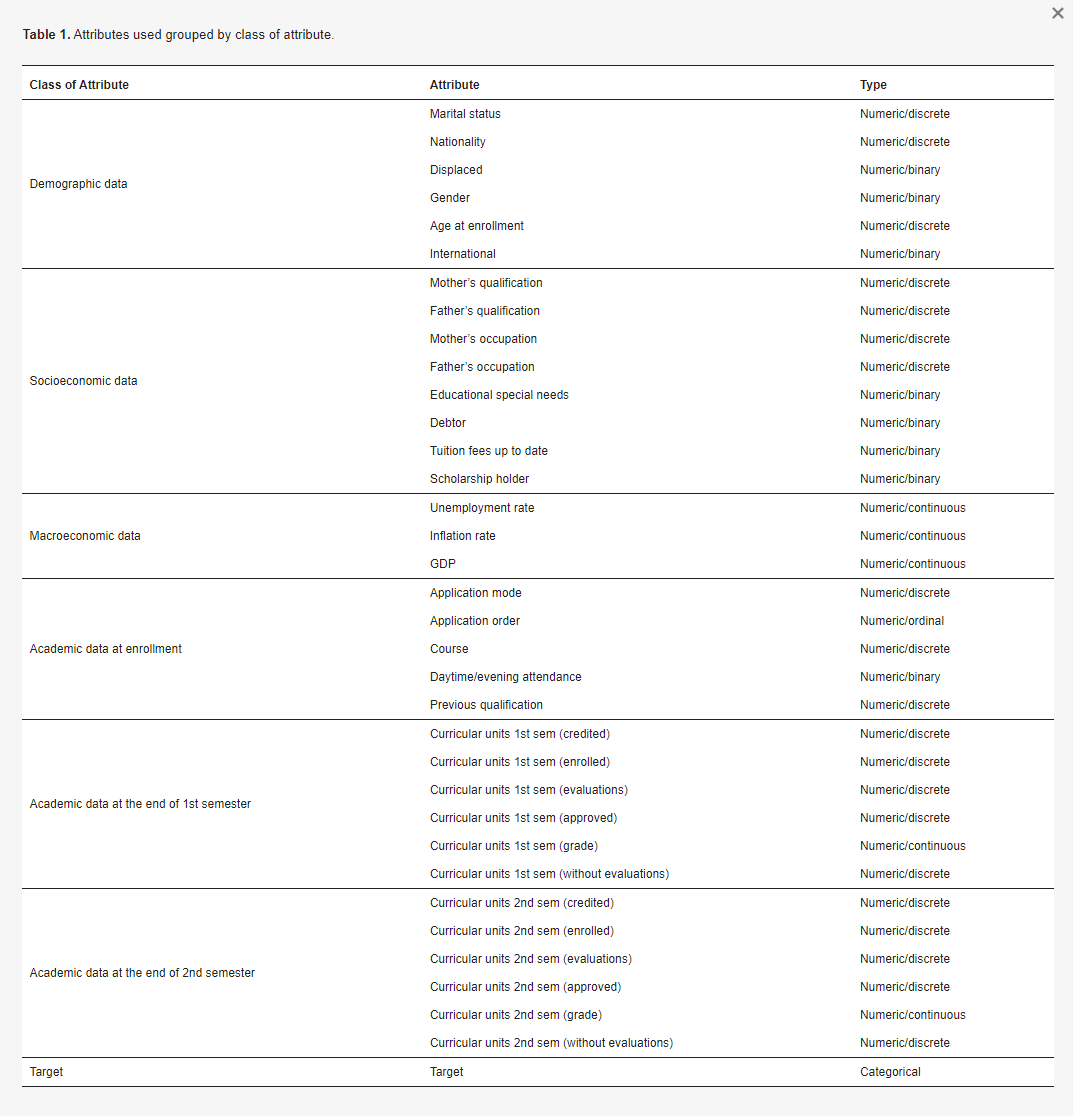 ×
Table 1. Attributes used grouped by class of attribute.
Class of Attribute Attribute Type
Marital status Numeric/discrete
Nationality Numeric/discrete
Displaced Numeric/binary
Demographic data
Gender Numeric/binary
Age at enrollment Numeric/discrete
International Numeric/binary
Mother’s qualification Numeric/discrete
Father’s qualification Numeric/discrete
Mother’s occupation Numeric/discrete
Father’s occupation Numeric/discrete
Socioeconomic data
Educational special needs Numeric/binary
Debtor Numeric/binary
Tuition fees up to date Numeric/binary
Scholarship holder Numeric/binary
Unemployment rate Numeric/continuous
Macroeconomic data Inflation rate Numeric/continuous
GDP Numeric/continuous
Application mode Numeric/discrete
Application order Numeric/ordinal
Academic data at enrollment Course Numeric/discrete
Daytime/evening attendance Numeric/binary
Previous qualification Numeric/discrete
Curricular units 1st sem (credited) Numeric/discrete
Curricular units 1st sem (enrolled) Numeric/discrete
Curricular units 1st sem (evaluations) Numeric/discrete
Academic data at the end of 1st semester
Curricular units 1st sem (approved) Numeric/discrete
Curricular units 1st sem (grade) Numeric/continuous
Curricular units 1st sem (without evaluations) Numeric/discrete
Curricular units 2nd sem (credited) Numeric/discrete
Curricular units 2nd sem (enrolled) Numeric/discrete
Curricular units 2nd sem (evaluations) Numeric/discrete
Academic data at the end of 2nd semester
Curricular units 2nd sem (approved) Numeric/discrete
Curricular units 2nd sem (grade) Numeric/continuous
Curricular units 2nd sem (without evaluations) Numeric/discrete
Target Target Categorical